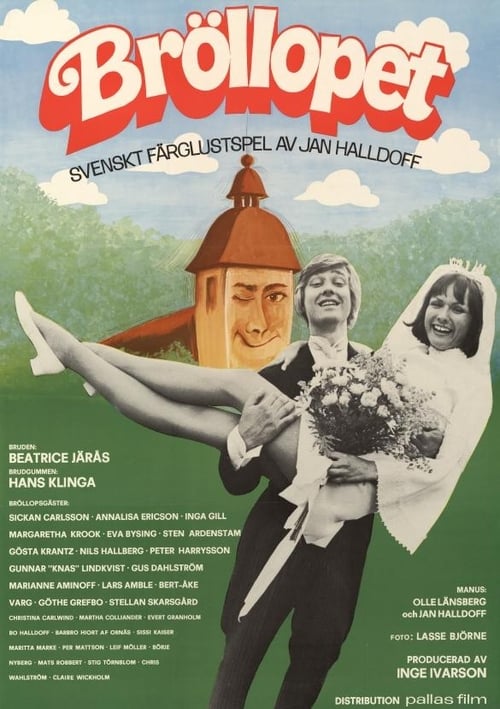 Bröllopet
SVENSKT FÄRGLUSTSPEL AV JAN HALLDOFF
BRUDEN:
BEATRICE JÄRÅS
BRUDGUMMEN:
HANS KLINGA
BRÖLLOPSGÄSTER:
SICKAN CARLSSON · ANNALISA ERICSON · INGA GILL
MARGARETHA KROOK · EVA BYSING · STEN ARDENSTAM
GÖSTA KRANTZ · NILS HALLBERG · PETER HARRYSSON
GUNNAR "KNAS" LINDKVIST · GUS DAHLSTRÖM
MARIANNE AMINOFF · LARS AMBLE · BERT-ÅKE
VARG · GÖTHE GREFBO · STELLAN SKARSGÅRD
CHRISTINA CARLWIND · MARTHA COLLIANDER · EVERT GRANHOLM
BO HALLDOFF · BARBRO HIORT AF ORNÄS · SISSI KAISER
MARITTA MARKE · PER MATTSON · LEIF MÖLLER · BÖRJE
NYBERG · MATS ROBBERT · STIG TÖRNBLOM · CHRIS
WAHLSTRÖM · CLAIRE WICKHOLM
MANUS:
OLLE LÄNSBERG
och JAN HALLDOFF
FOTO: LASSE BJÖRNE
PRODUCERAD AV
INGE IVARSON
DISTRIBUTION pallas film